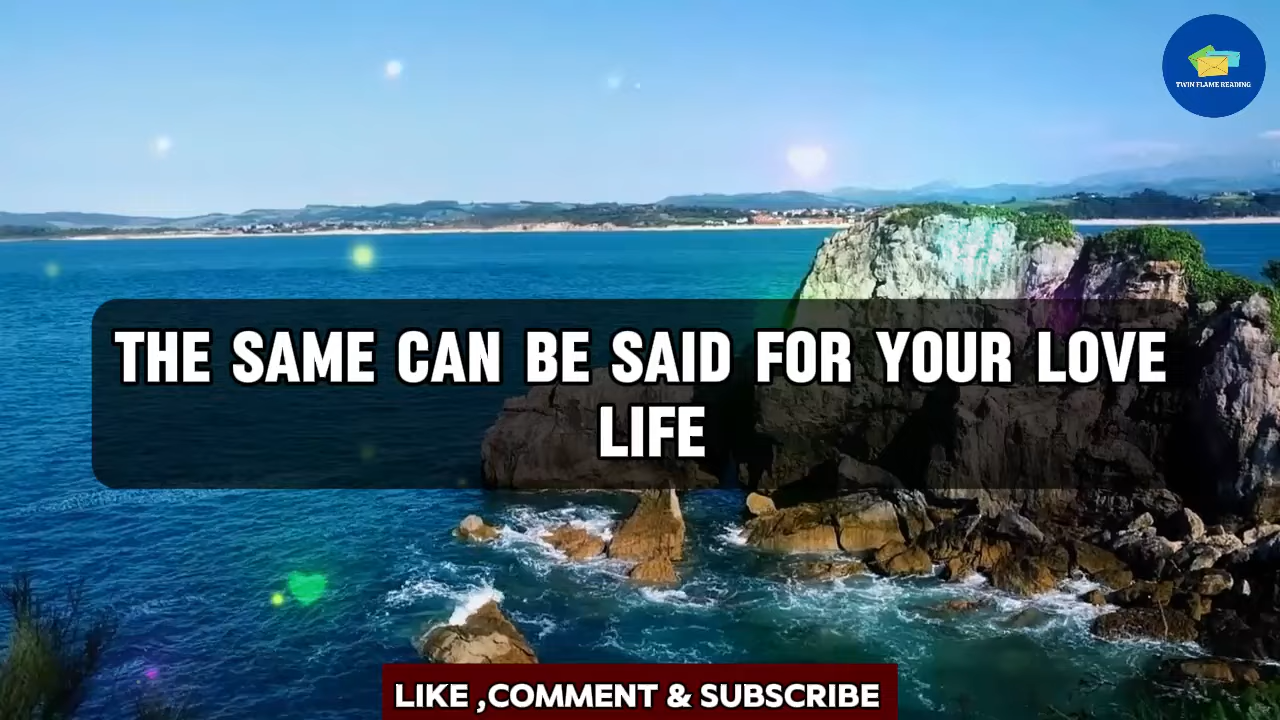 TWIN FLAME READING
THE SAME CAN BE SAID FOR YOUR LOVE
LIFE
LIKE ,COMMENT & SUBSCRIBE